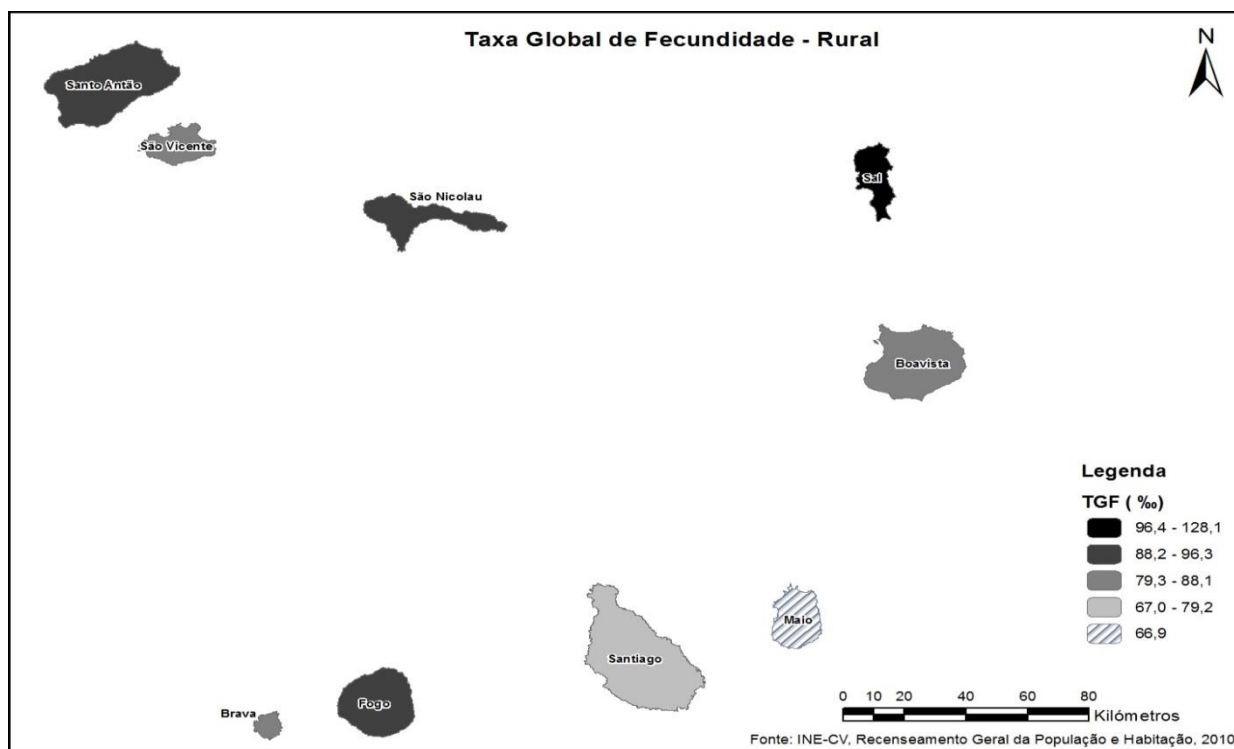 Taxa Global de Fecundidade - Rural
N
Santo Antão
São Vicente
São Nicolau
Sal
Boavista
Legenda
TGF ( ‰)
96,4 - 128,1
88,2 - 96,3
79,3 - 88,1
67,0 - 79,2
66,9
Maio
Santiago
Fogo
Brava
0 10 20 40 60 80
Kilómetros
Fonte: INE-CV, Recenseamento Geral da População e Habitação, 2010